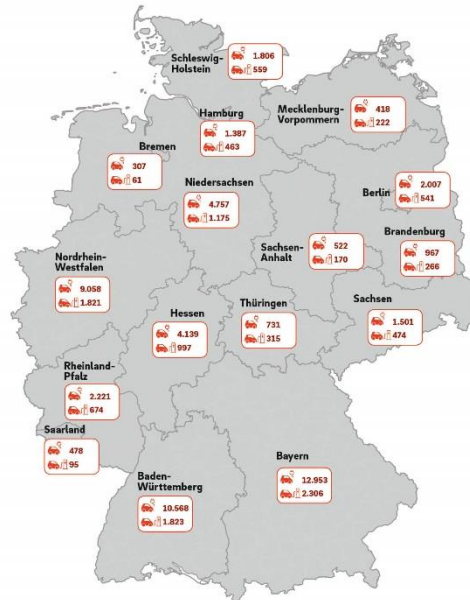 Schleswig-
Holstein
1.806
559
Mecklenburg-
Vorpommern
418
222
Hamburg
1.387
463
Bremen
307
61
Niedersachsen
4.757
1.175
Berlin
2.007
541
Brandenburg
967
266
Sachsen-
Anhalt
522
170
Nordrhein-
Westfalen
9.058
1.821
Hessen
4.139
997
Thüringen
731
315
Sachsen
1.501
474
Rheinland-
Pfalz
2.221
674
Saarland
478
95
Baden-
Württemberg
10.568
1.823
Bayern
12.953
2.306